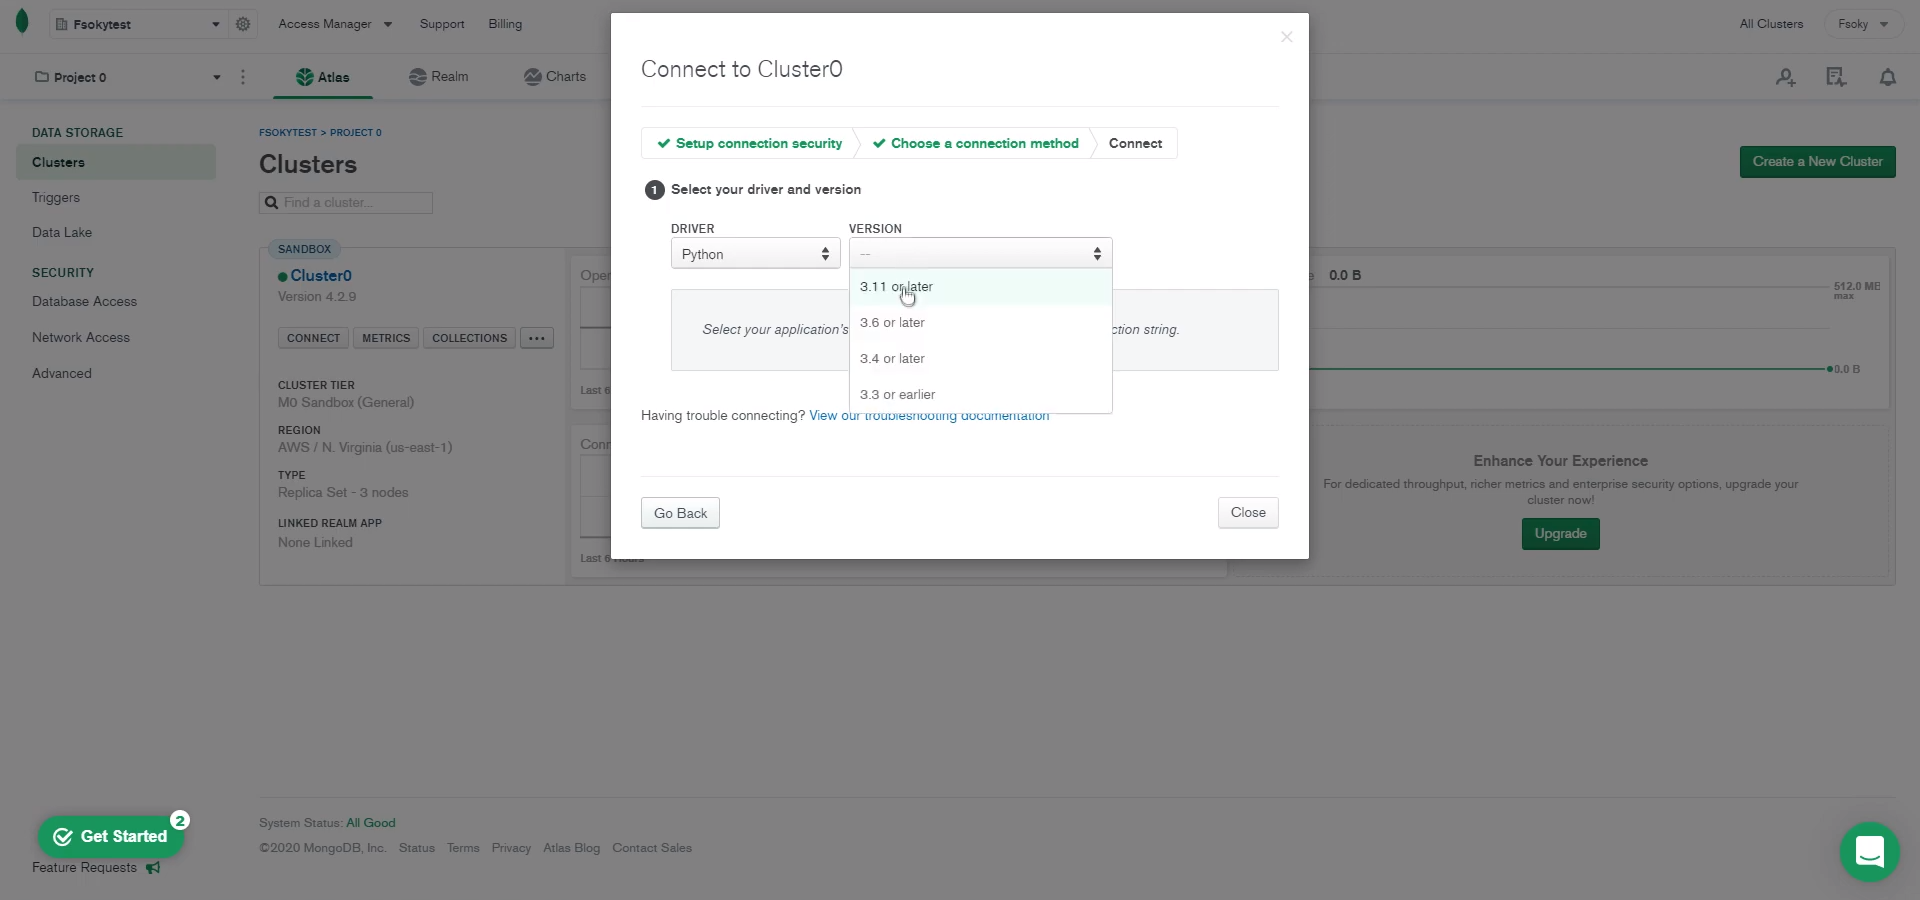 Fsokytest
Access Manager
Support
Billing
All Clusters
Fsoky
Project 0
Atlas
Realm
Charts
DATA STORAGE
Clusters
Triggers
Data Lake
SECURITY
Database Access
Network Access
Advanced
FSOKYTEST > PROJECT 0
Clusters
Find a cluster...
Create a New Cluster
SANDBOX
Cluster0
Version 4.2.9
CONNECT
METRICS
COLLECTIONS
...
CLUSTER TIER
M0 Sandbox (General)
REGION
AWS / N. Virginia (us-east-1)
TYPE
Replica Set - 3 nodes
LINKED REALM APP
None Linked
Connect to Cluster0
Setup connection security
Choose a connection method
Connect
1 Select your driver and version
DRIVER
VERSION
Python
--
3.11 or later
3.6 or later
3.4 or later
3.3 or earlier
Select your application's
ction string.
Having trouble connecting? View our troubleshooting documentation
Go Back
Close
Last 6 Hours
0.0 B
512.0 MB
max
0.0 B
Enhance Your Experience
For dedicated throughput, richer metrics and enterprise security options, upgrade your
cluster now!
Upgrade
System Status: All Good
©2020 MongoDB, Inc. Status Terms Privacy Atlas Blog Contact Sales
Get Started
2
Feature Requests